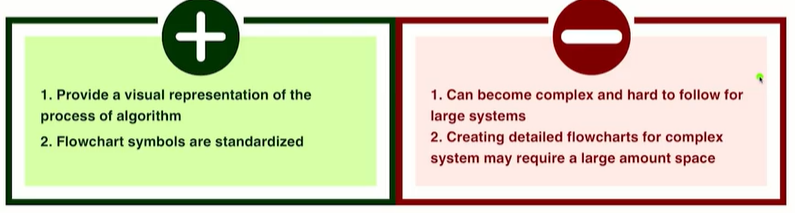 1. Provide a visual representation of the
process of algorithm
2. Flowchart symbols are standardized
1. Can become complex and hard to follow for
large systems
2. Creating detailed flowcharts for complex
system may require a large amount space